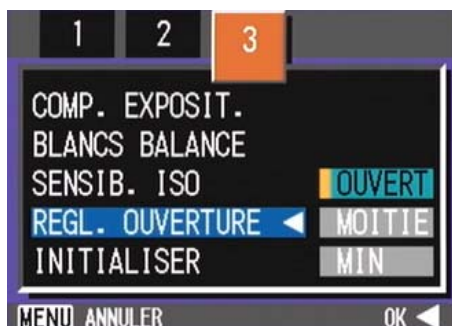 1 2 3
COMP. EXPOSIT.
BLANCS BALANCE
SENSIB. ISO OUVERT
REGL. OUVERTURE ◀ MOITIE
INITIALISER MIN
MENU ANNULER OK ◀